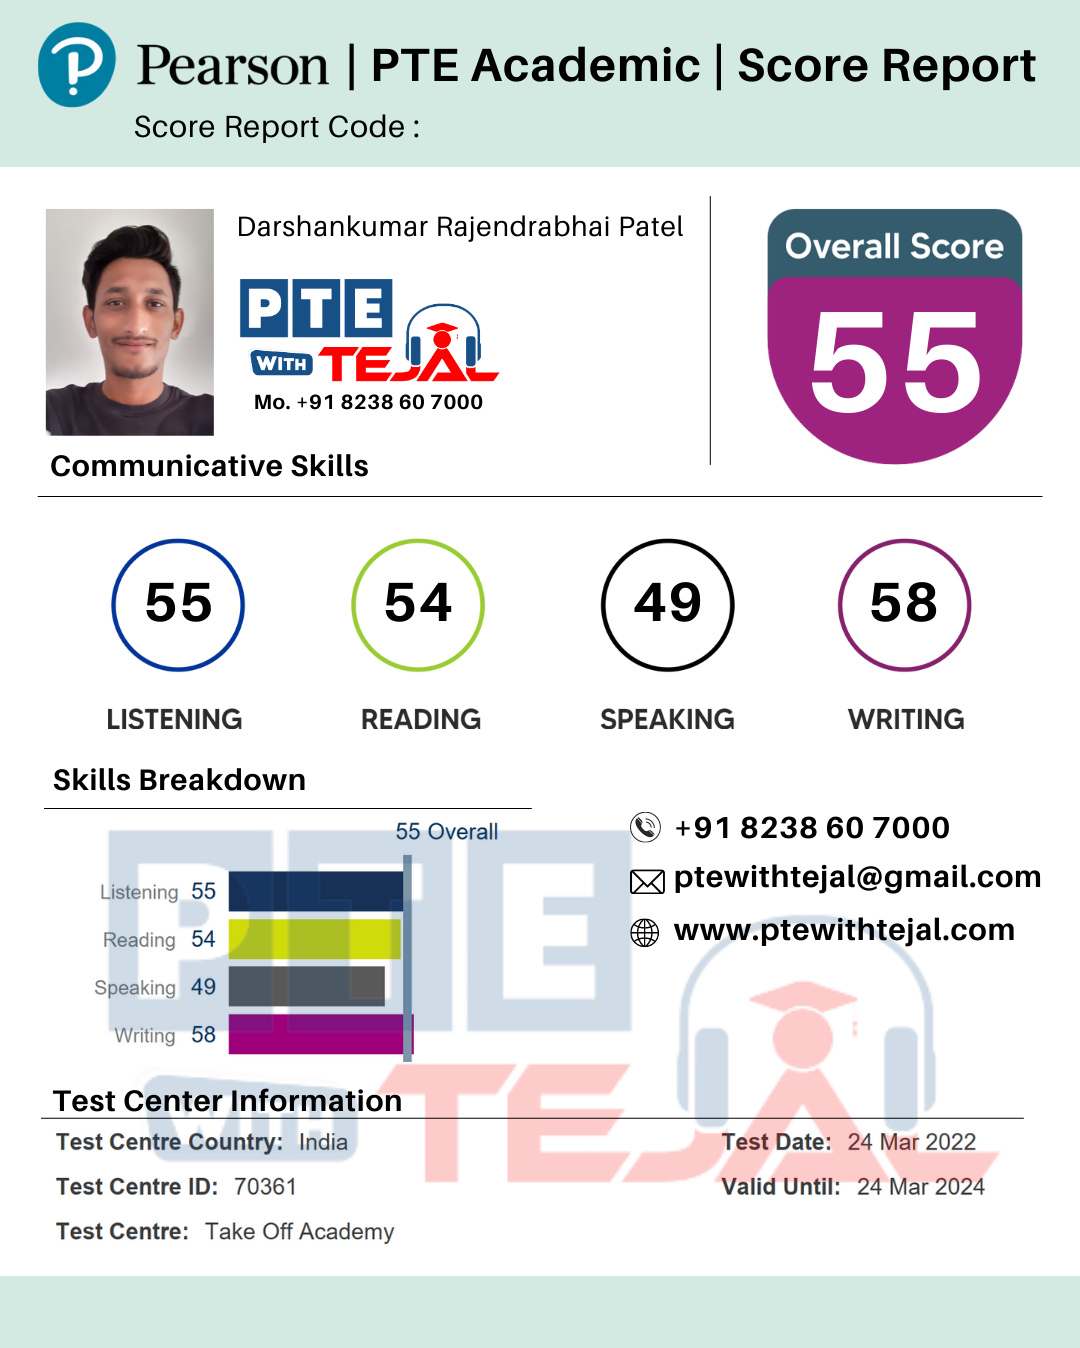 Pearson | PTE Academic | Score Report
Score Report Code :
Darshankumar Rajendrabhai Patel
PTE
WITH TEJAL
Mo. +91 8238 60 7000
Overall Score
55
Communicative Skills
55 54 49 58
LISTENING READING SPEAKING WRITING
Skills Breakdown
55 Overall
Listening 55
Reading 54
Speaking 49
Writing 58
+91 8238 60 7000
ptewithtejal@gmail.com
www.ptewithtejal.com
PTE
WITH TEJAL
Test Center Information
Test Centre Country: India
Test Date: 24 Mar 2022
Test Centre ID: 70361
Valid Until: 24 Mar 2024
Test Centre: Take Off Academy